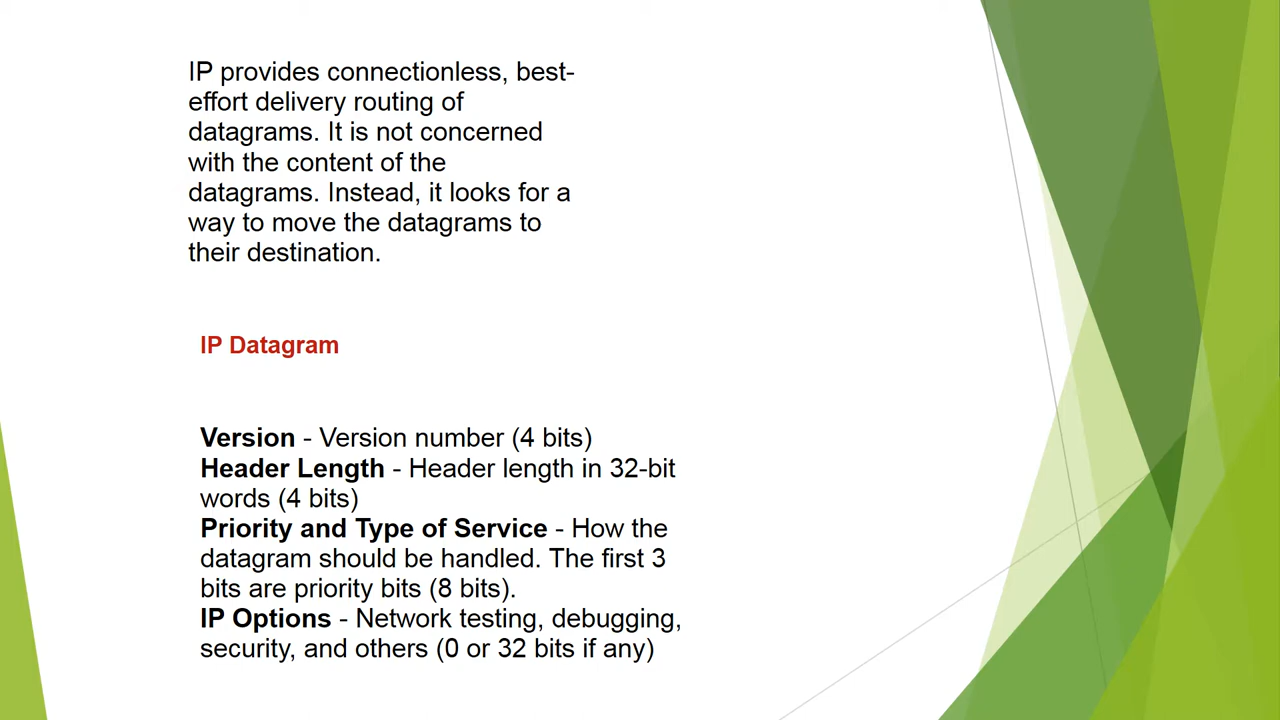 IP provides connectionless, best-
effort delivery routing of
datagrams. It is not concerned
with the content of the
datagrams. Instead, it looks for a
way to move the datagrams to
their destination.
IP Datagram
Version - Version number (4 bits)
Header Length - Header length in 32-bit
words (4 bits)
Priority and Type of Service - How the
datagram should be handled. The first 3
bits are priority bits (8 bits).
IP Options - Network testing, debugging,
security, and others (0 or 32 bits if any)